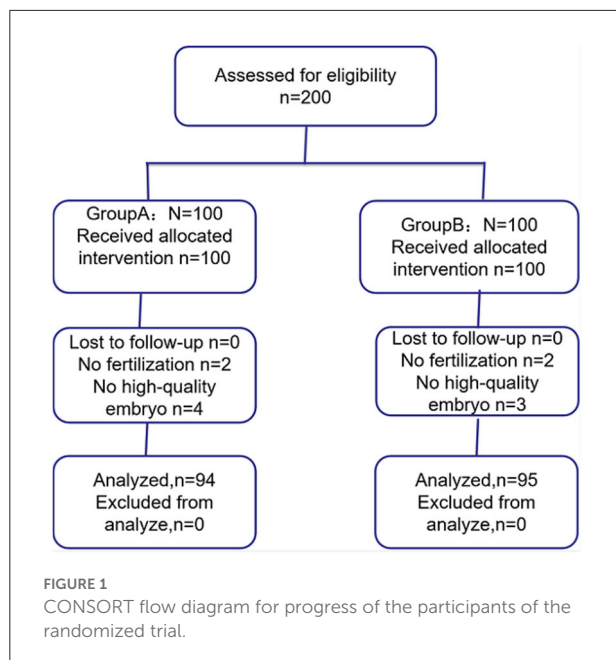 Assessed for eligibility
n=200
GroupA：N=100
Received allocated
intervention n=100
GroupB：N=100
Received allocated
intervention n=100
Lost to follow-up n=0
No fertilization n=2
No high-quality
embryo n=4
Lost to follow-up n=0
No fertilization n=2
No high-quality
embryo n=3
Analyzed,n=94
Excluded from
analyze,n=0
Analyzed,n=95
Excluded from
analyze,n=0
FIGURE 1
CONSORT flow diagram for progress of the participants of the
randomized trial.